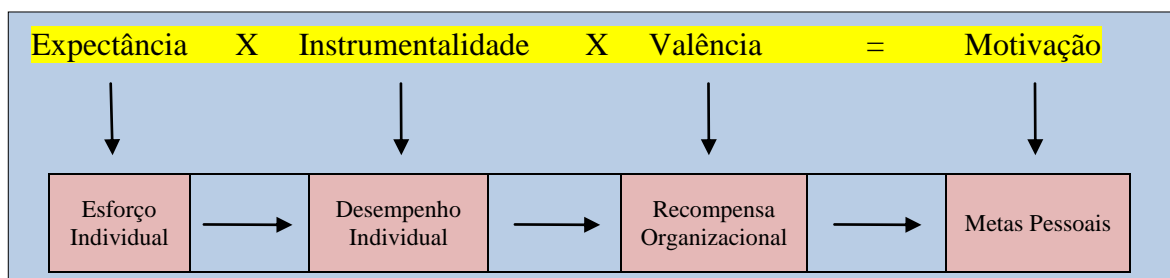 Expectância X Instrumentalidade X Valência = Motivação
Esforço
Individual
Desempenho
Individual
Recompensa
Organizacional
Metas Pessoais